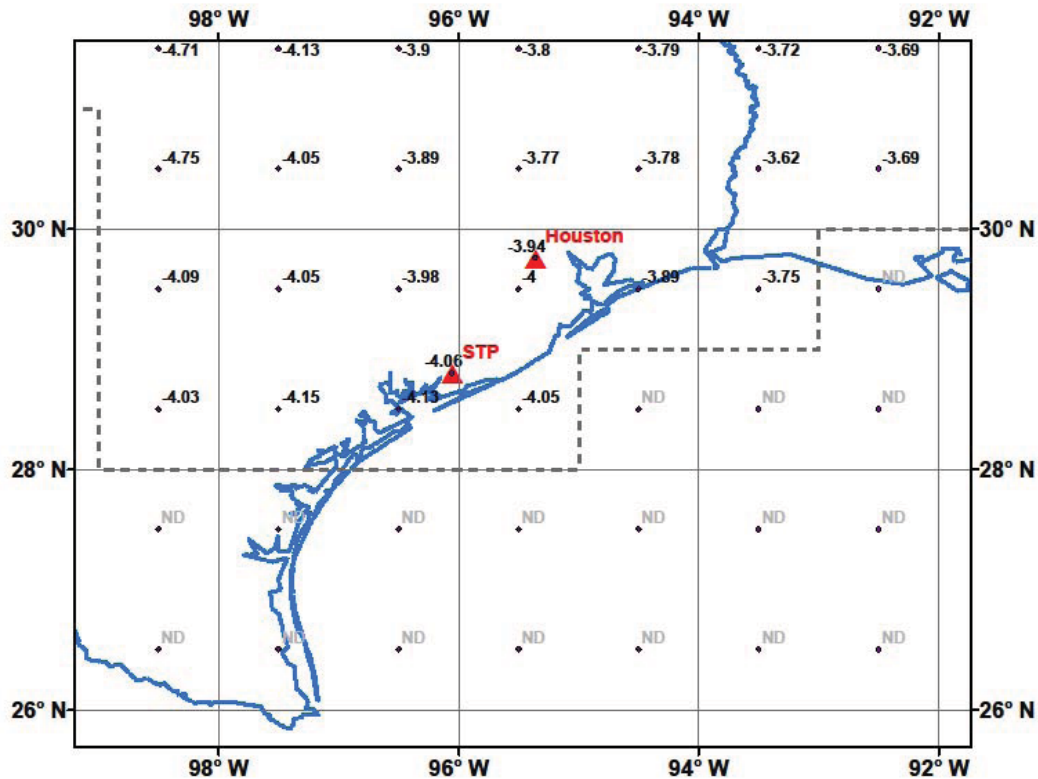 98° W 96° W 94° W 92° W
-4.71 -4.13 -3.9 -3.8 -3.79 -3.72 -3.69
-4.75 -4.05 -3.89 -3.77 -3.78 -3.62 -3.69
30° N 30° N
Houston
-3.94
-4.09 -4.05 -3.98 -4 -3.89 -3.75 ND
STP
-4.06
-4.03 -4.15 -4.13 -4.05 ND ND ND
28° N 28° N
ND ND ND ND ND ND ND
ND ND ND ND ND ND ND
26° N 26° N
98° W 96° W 94° W 92° W